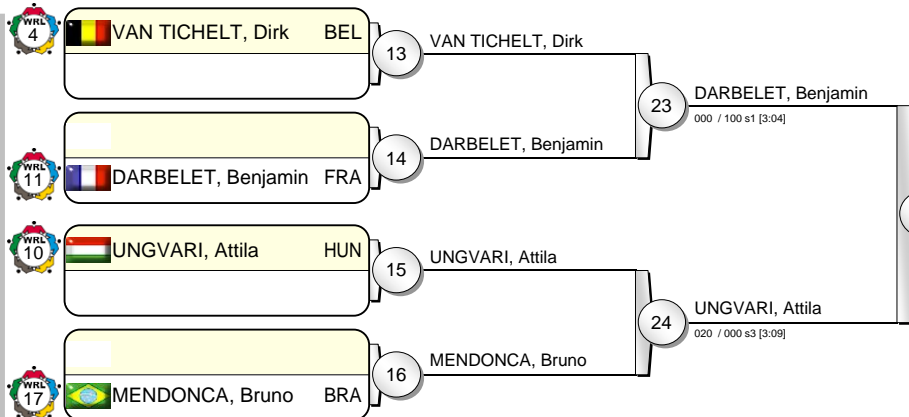 WRL
4
VAN TICHELT, Dirk BEL
13
VAN TICHELT, Dirk
23
DARBELET, Benjamin
000 / 100 s1 [3:04]
WRL
11
DARBELET, Benjamin FRA
14
DARBELET, Benjamin
WRL
10
UNGVARI, Attila HUN
15
UNGVARI, Attila
24
UNGVARI, Attila
020 / 000 s3 [3:09]
WRL
17
MENDONCA, Bruno BRA
16
MENDONCA, Bruno